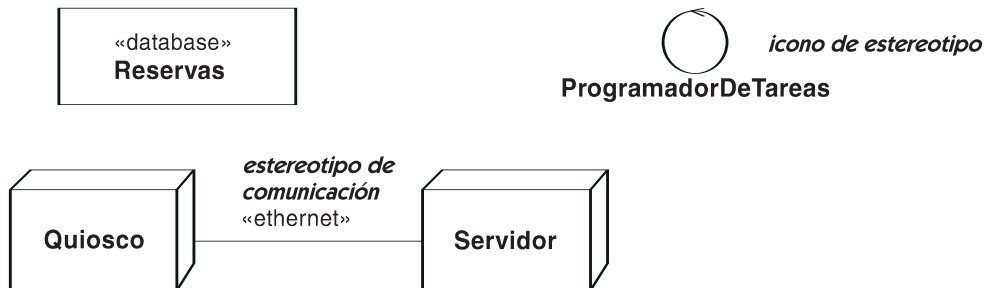 «database»
Reservas
icono de estereotipo
ProgramadorDeTareas
estereotipo de
comunicación
«ethernet»
Quiosco
Servidor